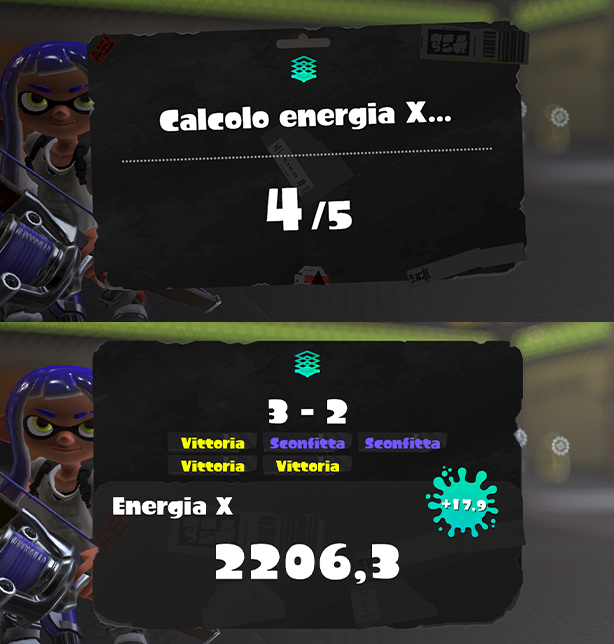 Calcolo energia X...
4/5
3 - 2
Vittoria Sconfitta Sconfitta
Vittoria Vittoria
Energia X
+17,9
2206,3